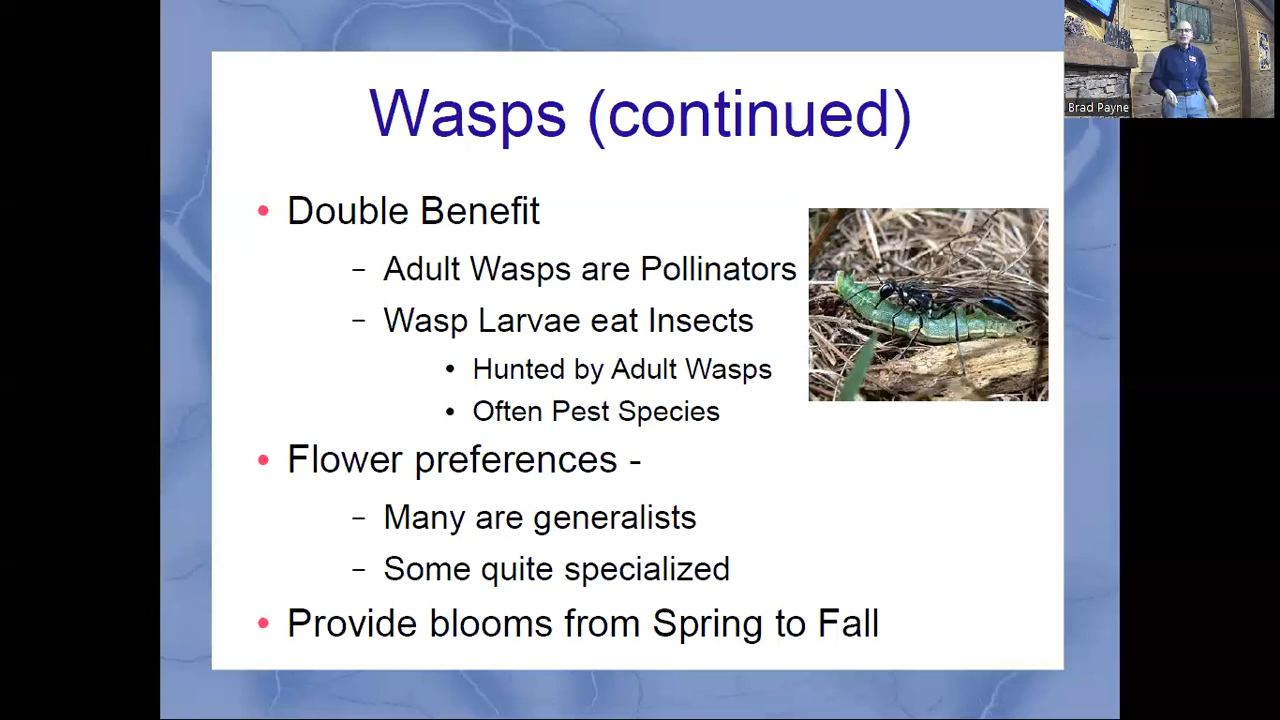 Brad Payne
Wasps (continued)
• Double Benefit
– Adult Wasps are Pollinators
– Wasp Larvae eat Insects
• Hunted by Adult Wasps
• Often Pest Species
• Flower preferences -
– Many are generalists
– Some quite specialized
• Provide blooms from Spring to Fall